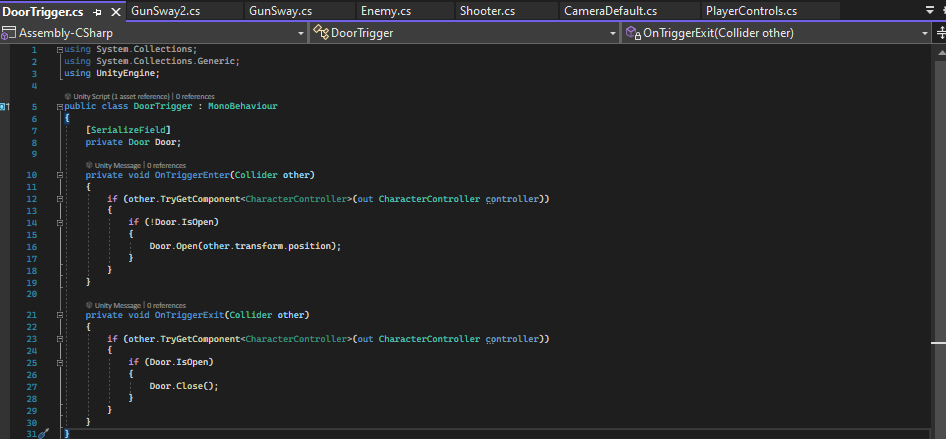 DoorTrigger.cs GunSway2.cs GunSway.cs Enemy.cs Shooter.cs CameraDefault.cs PlayerControls.cs
Assembly-CSharp DoorTrigger OnTriggerExit(Collider other)
1 using System.Collections;
2 using System.Collections.Generic;
3 using UnityEngine;
4
Unity Script (1 asset reference) | 0 references
5 public class DoorTrigger : MonoBehaviour
6 {
7 [SerializeField]
8 private Door Door;
9
Unity Message | 0 references
10 private void OnTriggerEnter(Collider other)
11 {
12 if (other.TryGetComponent<CharacterController>(out CharacterController controller))
13 {
14 if (!Door.IsOpen)
15 {
16 Door.Open(other.transform.position);
17 }
18 }
19 }
20
Unity Message | 0 references
21 private void OnTriggerExit(Collider other)
22 {
23 if (other.TryGetComponent<CharacterController>(out CharacterController controller))
24 {
25 if (Door.IsOpen)
26 {
27 Door.Close();
28 }
29 }
30 }
31 }